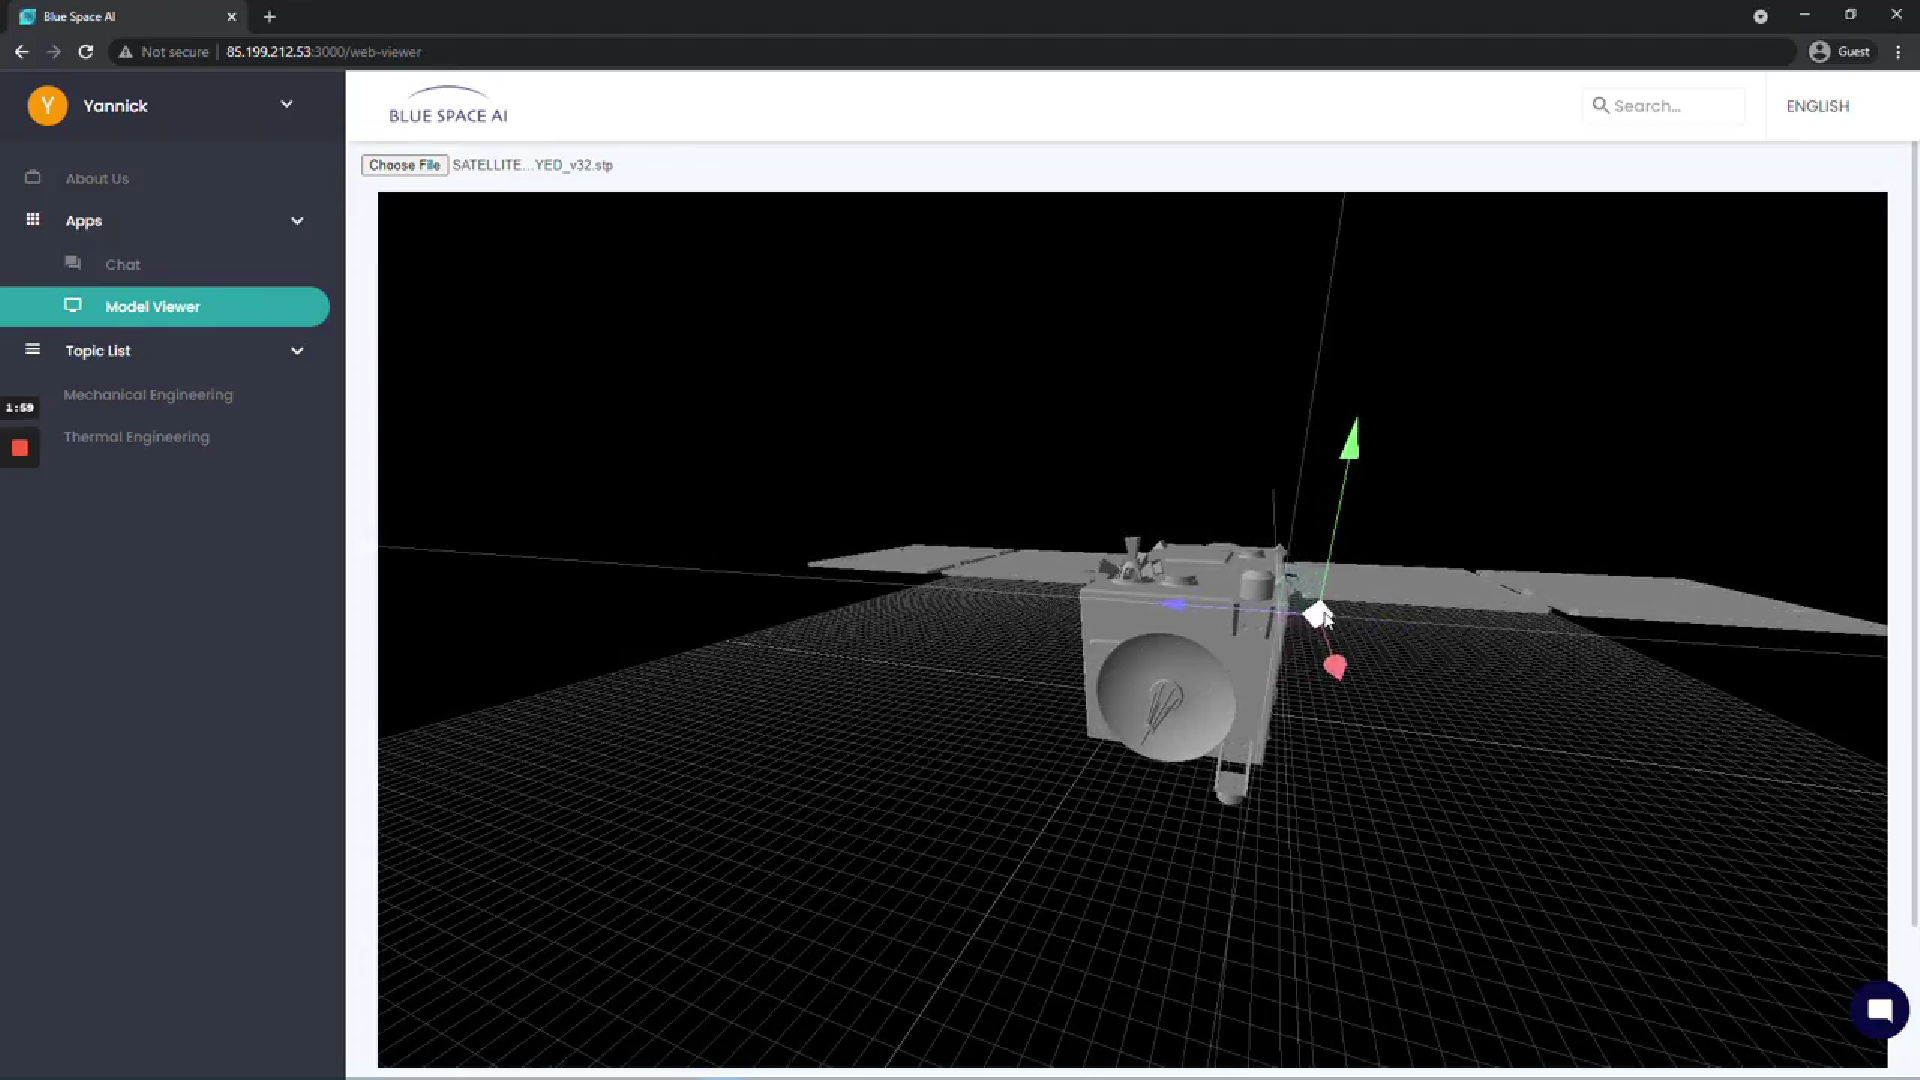 Blue Space AI
Not secure
85.199.212.53:3000/web-viewer
Guest
Y
Yannick
BLUE SPACE AI
Search...
ENGLISH
Choose File SATELLITE...YED_v32.stp
About Us
Apps
Chat
Model Viewer
Topic List
Mechanical Engineering
1:59
Thermal Engineering